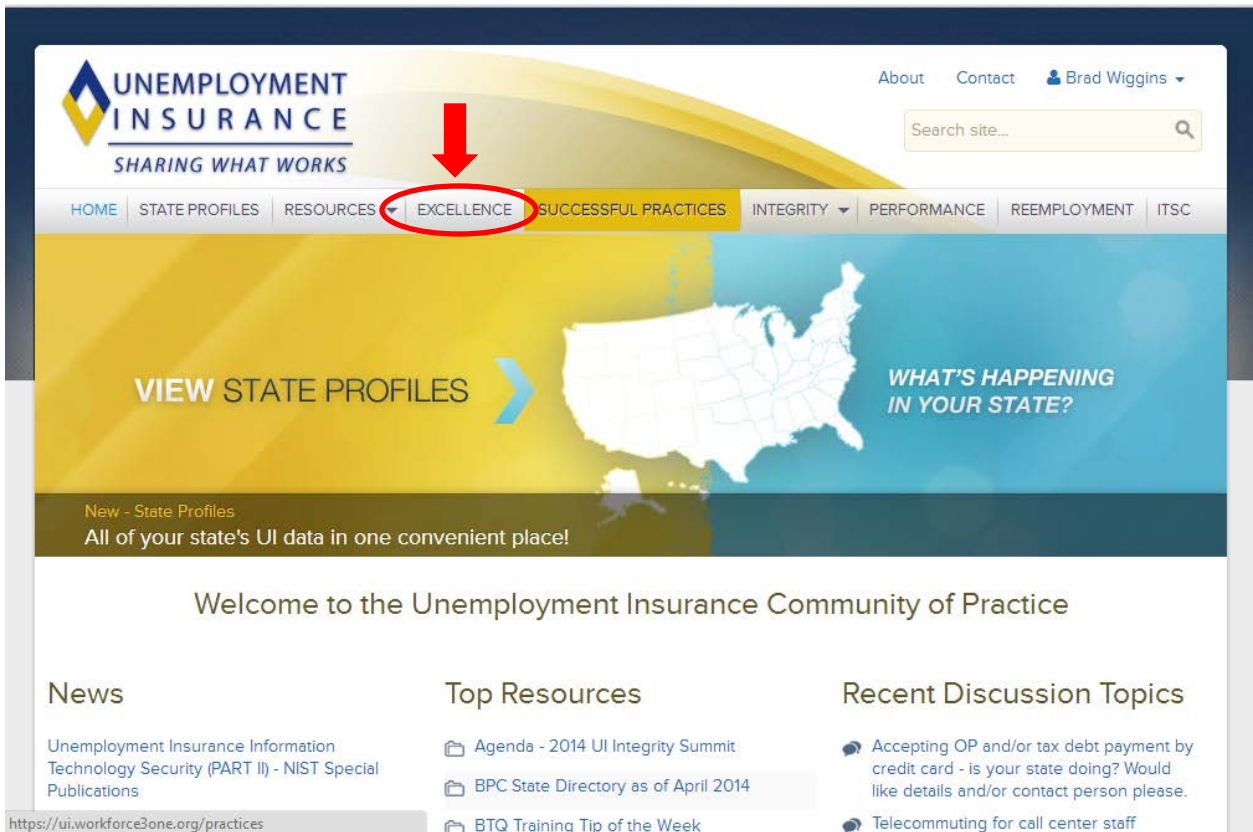 UNEMPLOYMENT
INSURANCE
SHARING WHAT WORKS
About Contact Brad Wiggins
Search site...
HOME STATE PROFILES RESOURCES EXCELLENCE SUCCESSFUL PRACTICES INTEGRITY PERFORMANCE REEMPLOYMENT ITSC
VIEW STATE PROFILES
WHAT'S HAPPENING
IN YOUR STATE?
New - State Profiles
All of your state's UI data in one convenient place!
Welcome to the Unemployment Insurance Community of Practice
News
Unemployment Insurance Information
Technology Security (PART II) - NIST Special
Publications
Top Resources
Agenda - 2014 UI Integrity Summit
BPC State Directory as of April 2014
BTQ Training Tip of the Week
Recent Discussion Topics
Accepting OP and/or tax debt payment by
credit card - is your state doing? Would
like details and/or contact person please.
Telecommuting for call center staff
https://ui.workforce3one.org/practices